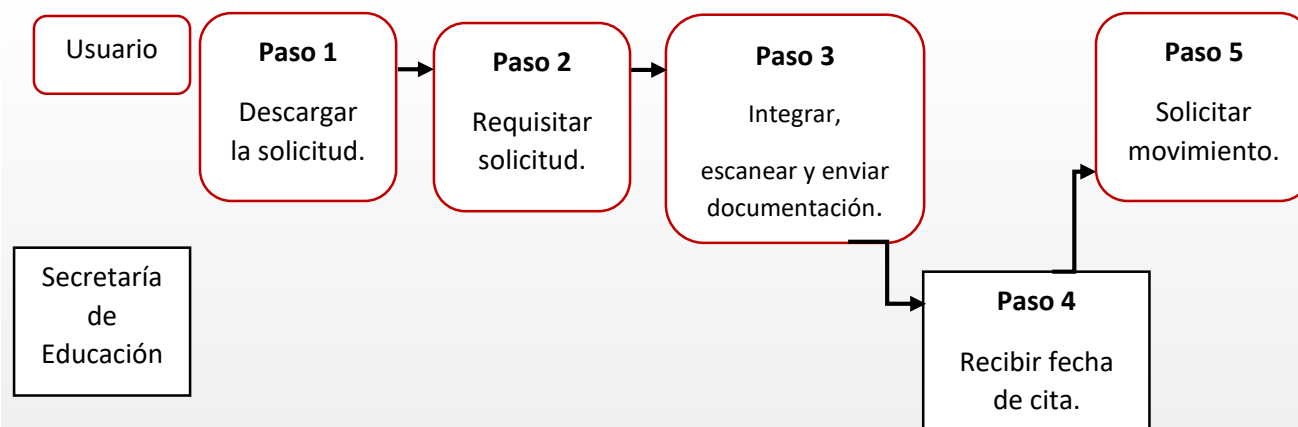 Usuario
Paso 1
Descargar
la solicitud.
Paso 2
Requisitar
solicitud.
Paso 3
Integrar,
escanear y enviar
documentación.
Paso 5
Solicitar
movimiento.
Secretaría
de
Educación
Paso 4
Recibir fecha
de cita.